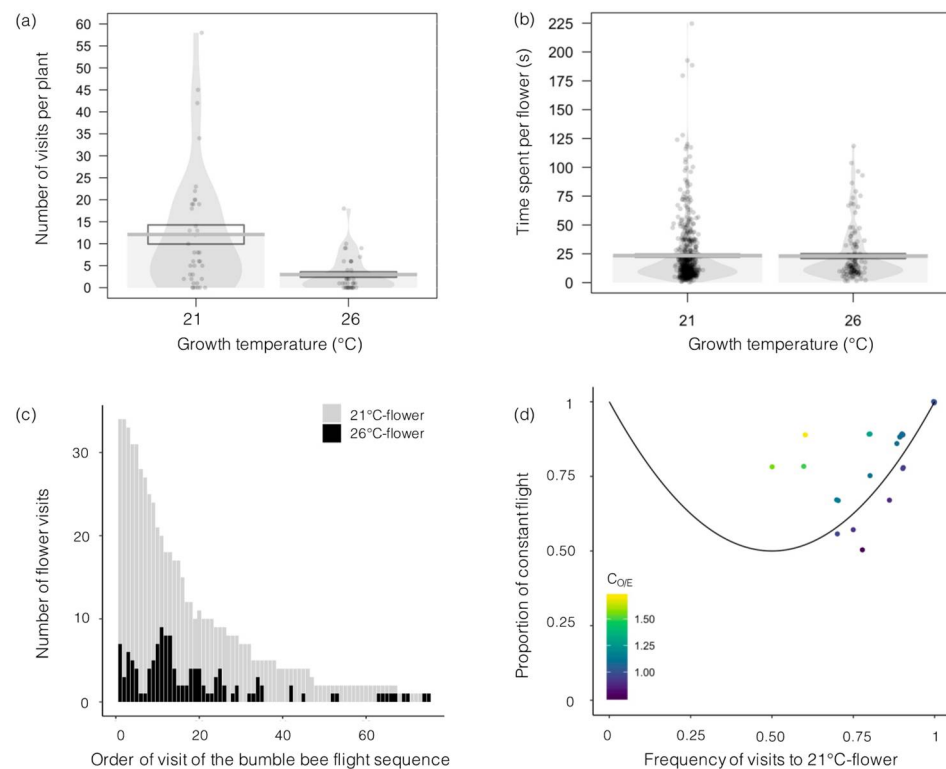 (a)
Number of visits per plant
60
55
50
45
40
35
30
25
20
15
10
5
0
21
26
Growth temperature (°C)
(b)
Time spent per flower (s)
225
200
175
150
125
100
75
50
25
0
21
26
Growth temperature (°C)
(c)
21°C-flower
26°C-flower
Number of flower visits
30
20
10
0
0 20 40 60
Order of visit of the bumble bee flight sequence
(d)
Proportion of constant flight
1
0.75
0.50
0.25
0
C_O/E
1.50
1.25
1.00
0 0.25 0.50 0.75 1
Frequency of visits to 21°C-flower